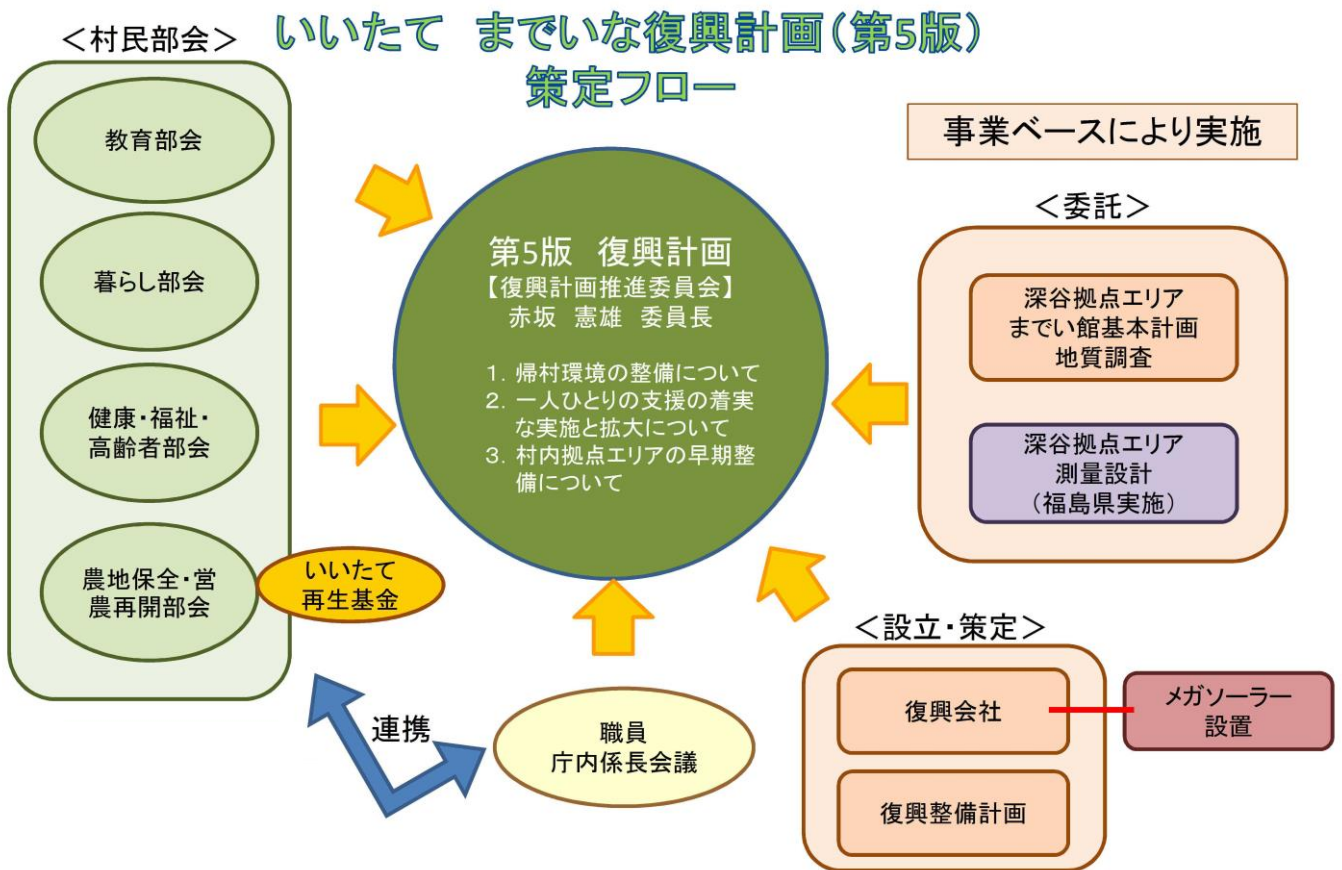 いいたて までいな復興計画（第5版）
策定フロー
＜村民部会＞
教育部会
暮らし部会
健康・福祉・
高齢者部会
農地保全・営
農再開部会
いいたて
再生基金
連携
職員
庁内係長会議
第5版 復興計画
【復興計画推進委員会】
赤坂 憲雄 委員長
1. 帰村環境の整備について
2. 一人ひとりの支援の着実
な実施と拡大について
3. 村内拠点エリアの早期整
備について
事業ベースにより実施
＜委託＞
深谷拠点エリア
までい館基本計画
地質調査
深谷拠点エリア
測量設計
（福島県実施）
＜設立・策定＞
復興会社
メガソーラー
設置
復興整備計画